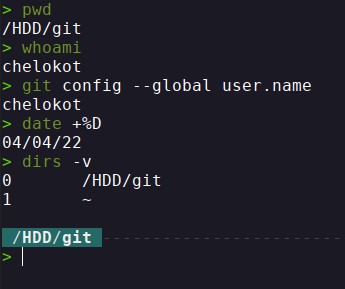 > pwd
/HDD/git
> whoami
chelokot
> git config --global user.name
chelokot
> date +%D
04/04/22
> dirs -v
0       /HDD/git
1       ~
/HDD/git ------------------------
>